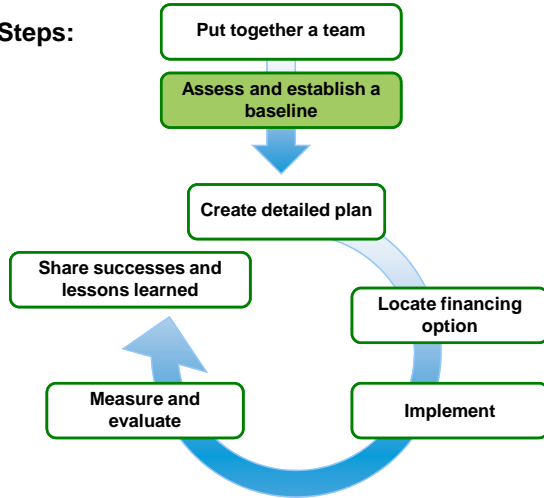 Steps:
Put together a team
Assess and establish a
baseline
Create detailed plan
Share successes and
lessons learned
Locate financing
option
Measure and
evaluate
Implement